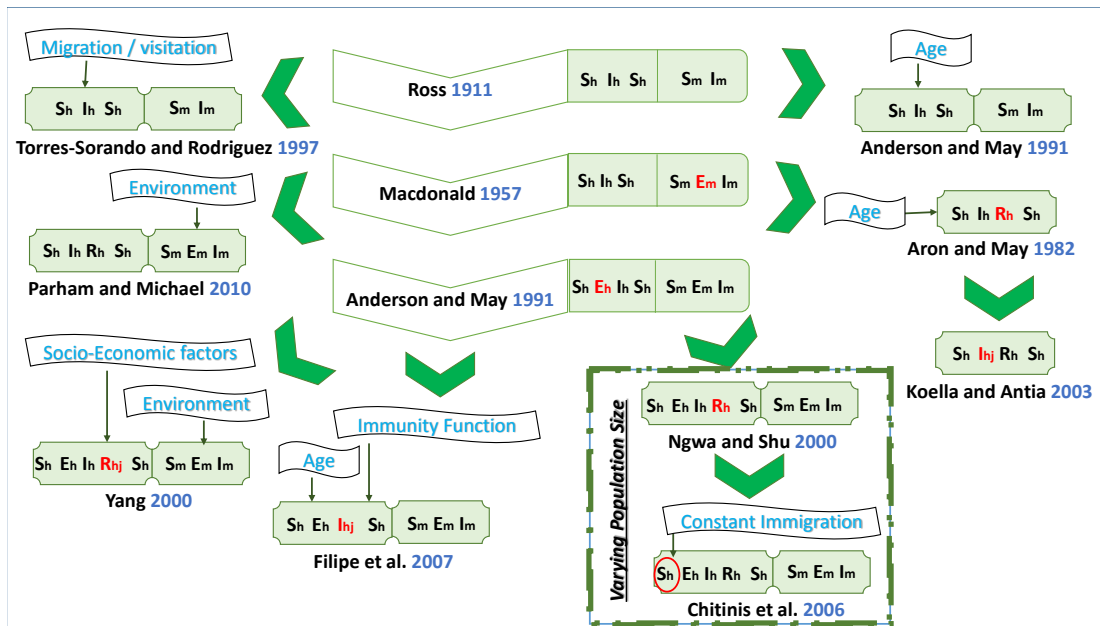 Migration / visitation
Sh Ih Sh Sm Im
Torres-Sorando and Rodriguez 1997
Ross 1911
Sh Ih Sh Sm Im
Age
Sh Ih Sh Sm Im
Anderson and May 1991
Environment
Sh Ih Rh Sh Sm Em Im
Parham and Michael 2010
Macdonald 1957
Sh Ih Sh Sm Em Im
Age
Sh Ih Rh Sh
Aron and May 1982
Anderson and May 1991
Sh Eh Ih Sh Sm Em Im
Sh Ihj Rh Sh
Koella and Antia 2003
Socio-Economic factors
Environment
Sh Eh Ih Rhj Sh Sm Em Im
Yang 2000
Immunity Function
Age
Sh Eh Ihj Sh Sm Em Im
Filipe et al. 2007
Varying Population Size
Sh Eh Ih Rh Sh Sm Em Im
Ngwa and Shu 2000
Constant Immigration
Sh Eh Ih Rh Sh Sm Em Im
Chitinis et al. 2006